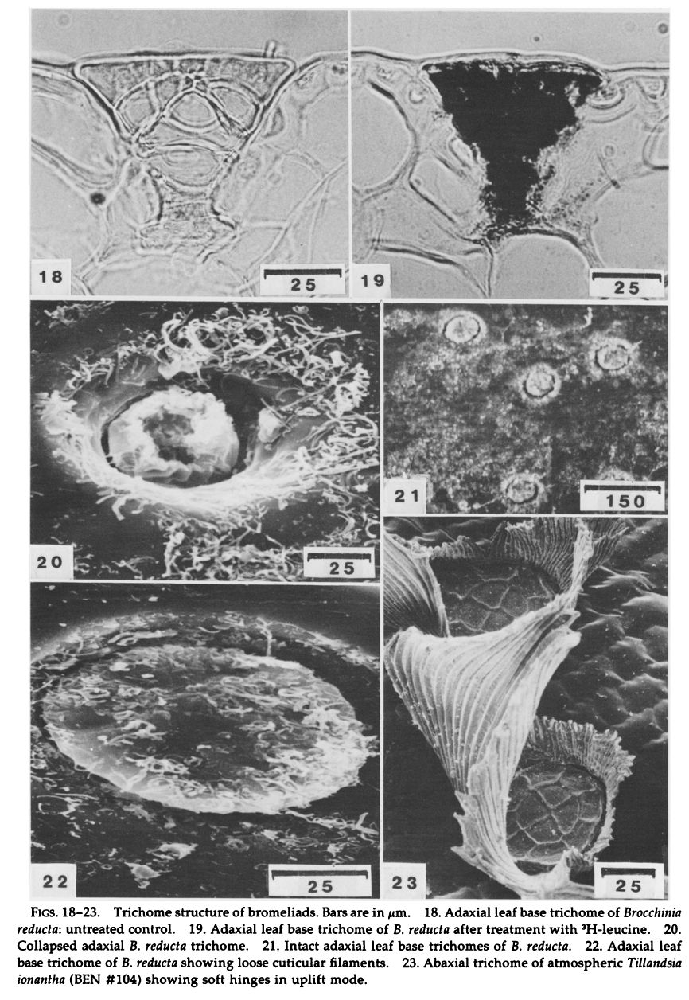 18
25
19
25
20
25
21
150
22
25
23
25
FIGS. 18–23. Trichome structure of bromeliads. Bars are in μm. 18. Adaxial leaf base trichome of Brocchinia
reducta: untreated control. 19. Adaxial leaf base trichome of B. reducta after treatment with ³H-leucine. 20.
Collapsed adaxial B. reducta trichome. 21. Intact adaxial leaf base trichomes of B. reducta. 22. Adaxial leaf
base trichome of B. reducta showing loose cuticular filaments. 23. Abaxial trichome of atmospheric Tillandsia
ionantha (BEN #104) showing soft hinges in uplift mode.